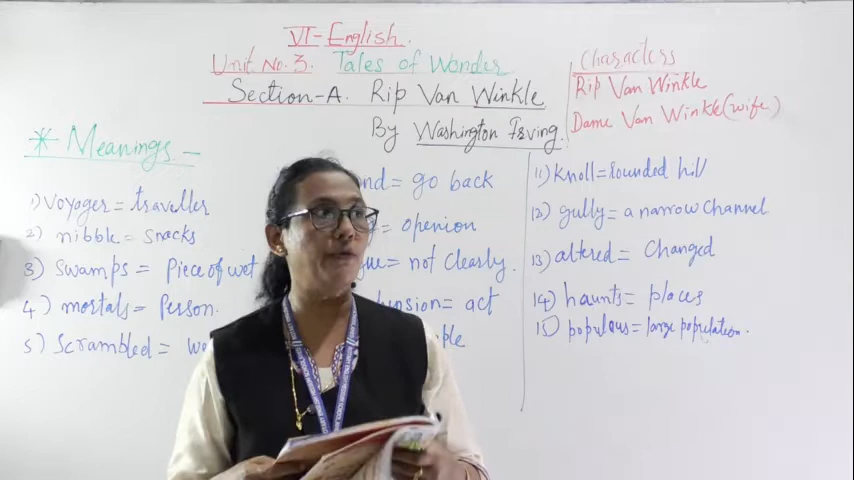 VI-English.
Unit No. 3. Tales of Wonder
Section-A. Rip Van Winkle
By Washington Irving.
Characters
Rip Van Winkle
Dame Van Winkle (wife)
* Meanings. -
1) Voyoger = traveller
2) nibble = snacks
3) swamps = piece of wet
4) mortals = Person.
5) Scrambled =
= go back
= openion
= not clearly.
= act
11) knoll = rounded hill
12) gully = a narrow channel
13) altered = Changed
14) haunts = places
15) populous = large population.